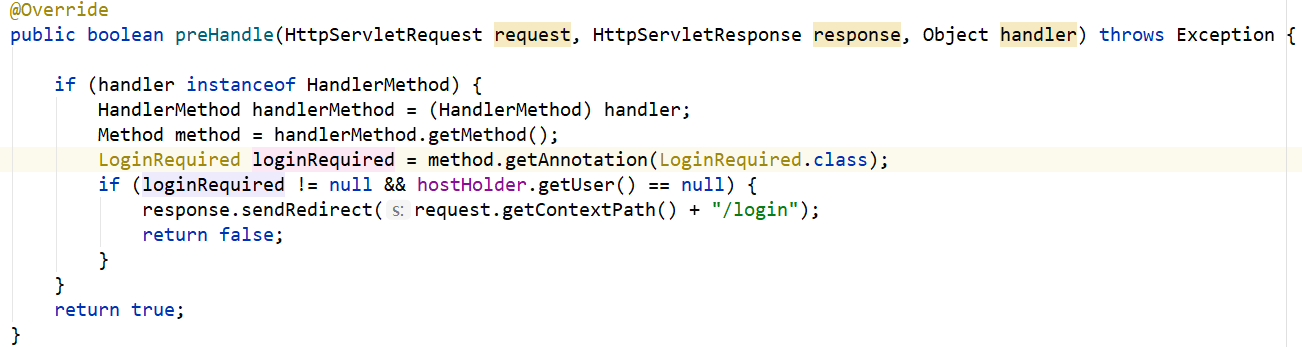 @Override
public boolean preHandle(HttpServletRequest request, HttpServletResponse response, Object handler) throws Exception {
if (handler instanceof HandlerMethod) {
HandlerMethod handlerMethod = (HandlerMethod) handler;
Method method = handlerMethod.getMethod();
LoginRequired loginRequired = method.getAnnotation(LoginRequired.class);
if (loginRequired != null && hostHolder.getUser() == null) {
response.sendRedirect( s: request.getContextPath() + "/login");
return false;
}
}
return true;
}